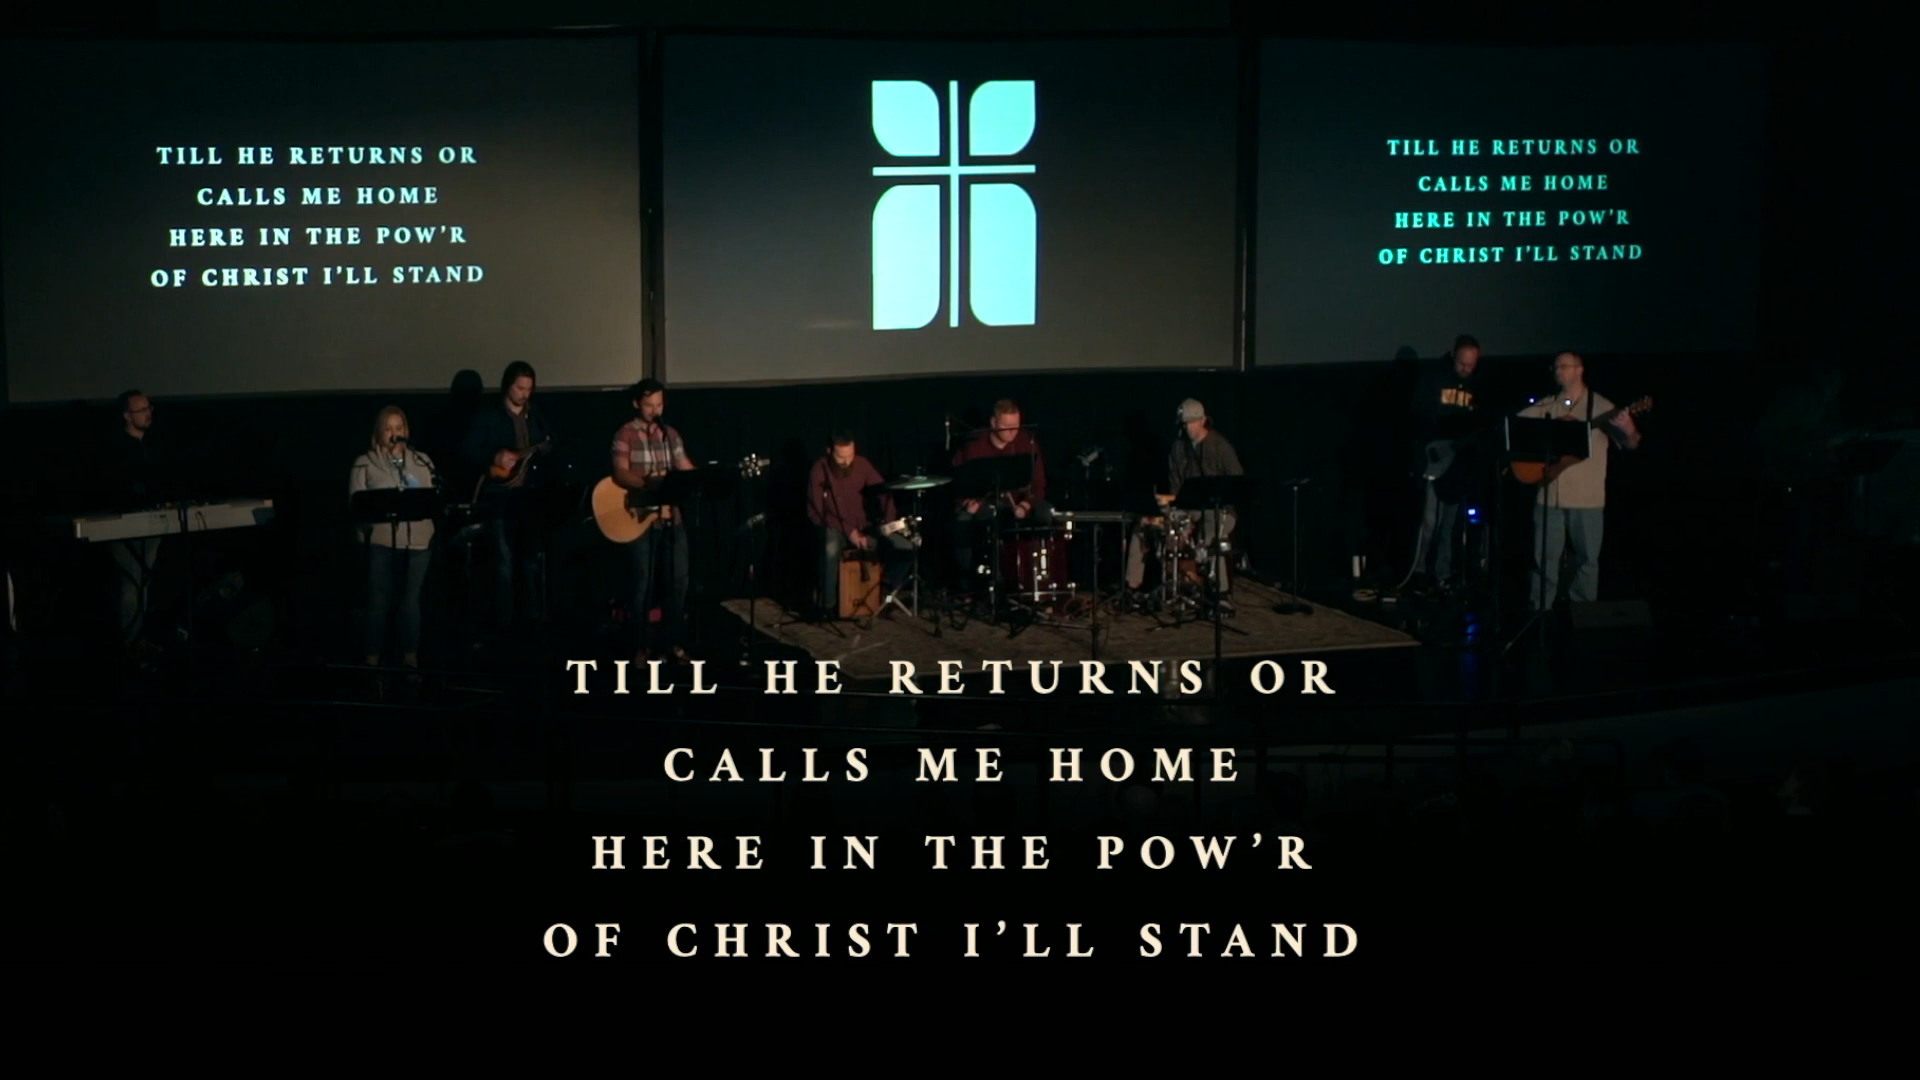 TILL HE RETURNS OR
CALLS ME HOME
HERE IN THE POW'R
OF CHRIST I'LL STAND
TILL HE RETURNS OR
CALLS ME HOME
HERE IN THE POW'R
OF CHRIST I'LL STAND
TILL HE RETURNS OR
CALLS ME HOME
HERE IN THE POW’R
OF CHRIST I’LL STAND